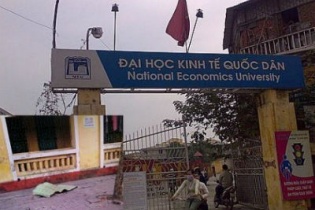 ĐẠI HỌC KINH TẾ QUỐC DÂN
National Economics University